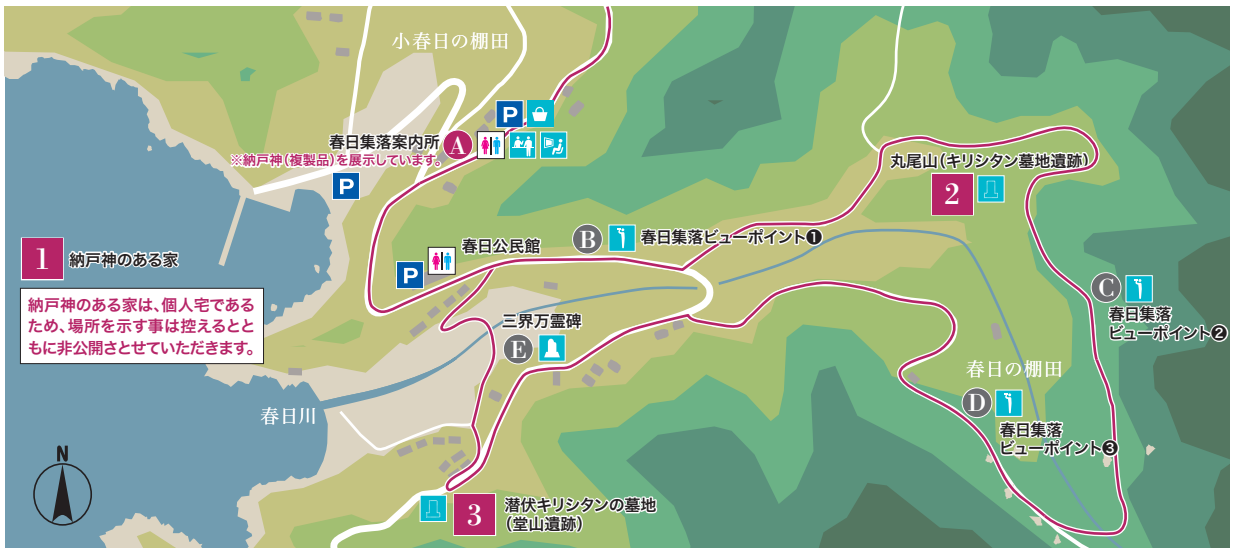 小春日の棚田
P
春日集落案内所
A
※納戸神（複製品）を展示しています。
P
丸尾山（キリシタン墓地遺跡）
2
1
納戸神のある家
納戸神のある家は、個人宅である
ため、場所を示す事は控えるとと
もに非公開さとせていただきます。
春日公民館
P
B
春日集落ビューポイント❶
C
春日集落
ビューポイント❷
三界万霊碑
E
春日の棚田
D
春日集落
ビューポイント❸
春日川
N
3
潜伏キリシタンの墓地
（堂山遺跡）